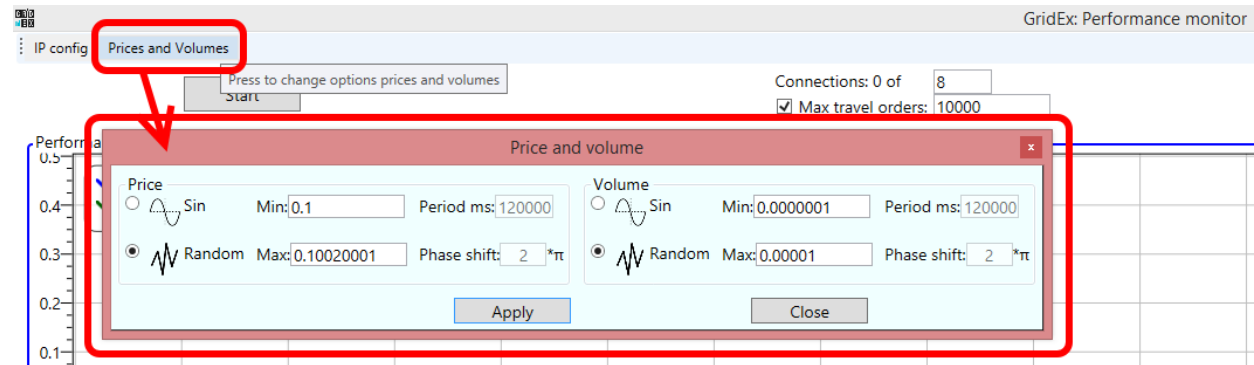 GridEx: Performance monitor
IP config Prices and Volumes
Press to change options prices and volumes
Start
Connections: 0 of 8
Max travel orders: 10000
Performa
0.5
0.4
0.3
0.2
0.1
Price and volume
x
Price
Sin Min: 0.1 Period ms: 120000
Random Max: 0.10020001 Phase shift: 2 *π
Volume
Sin Min: 0.0000001 Period ms: 120000
Random Max: 0.00001 Phase shift: 2 *π
Apply Close